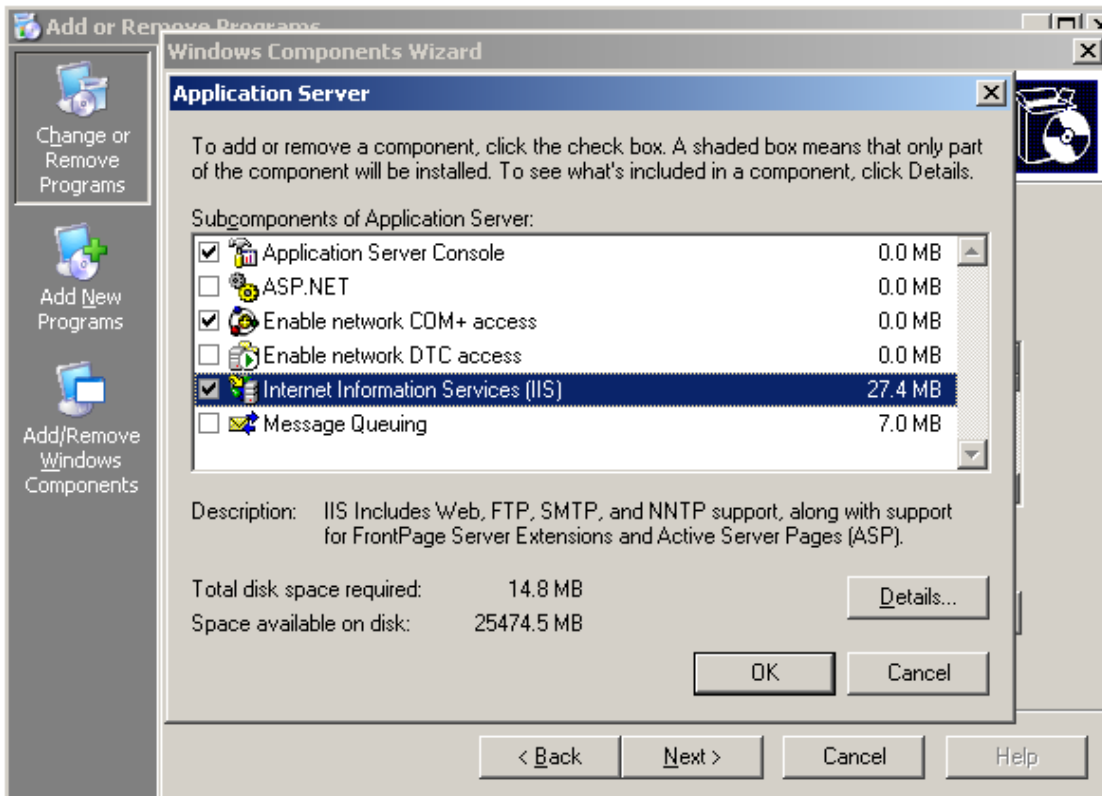 Add or Remove Programs
Windows Components Wizard
Application Server
Change or
Remove
Programs
Add New
Programs
Add/Remove
Windows
Components
To add or remove a component, click the check box. A shaded box means that only part
of the component will be installed. To see what's included in a component, click Details.
Subcomponents of Application Server:
Application Server Console 0.0 MB
ASP.NET 0.0 MB
Enable network COM+ access 0.0 MB
Enable network DTC access 0.0 MB
Internet Information Services (IIS) 27.4 MB
Message Queuing 7.0 MB
Description: IIS Includes Web, FTP, SMTP, and NNTP support, along with support
for FrontPage Server Extensions and Active Server Pages (ASP).
Total disk space required: 14.8 MB
Space available on disk: 25474.5 MB
Details...
OK Cancel
< Back Next > Cancel Help